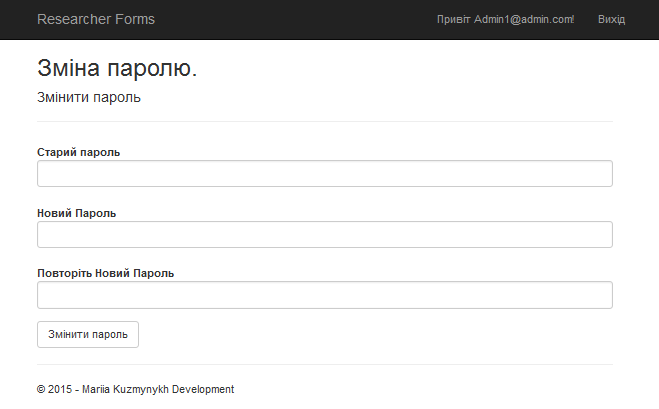 Researcher Forms
Привіт Admin1@admin.com!
Вихід
Зміна паролю.
Змінити пароль
Старий пароль
Новий Пароль
Повторіть Новий Пароль
Змінити пароль
© 2015 - Mariia Kuzmynykh Development